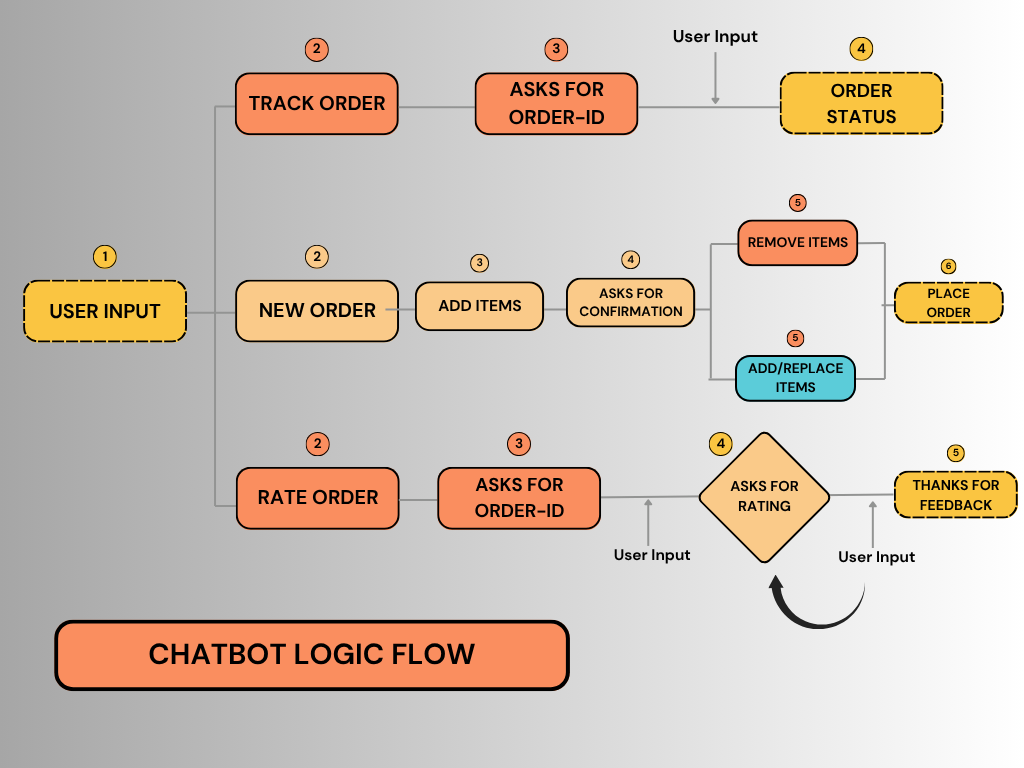 User Input
2
3
4
TRACK ORDER
ASKS FOR
ORDER-ID
ORDER
STATUS
5
REMOVE ITEMS
1
2
3
4
6
USER INPUT
NEW ORDER
ADD ITEMS
ASKS FOR
CONFIRMATION
PLACE
ORDER
5
ADD/REPLACE
ITEMS
2
3
4
5
RATE ORDER
ASKS FOR
ORDER-ID
ASKS FOR
RATING
THANKS FOR
FEEDBACK
User Input
User Input
CHATBOT LOGIC FLOW